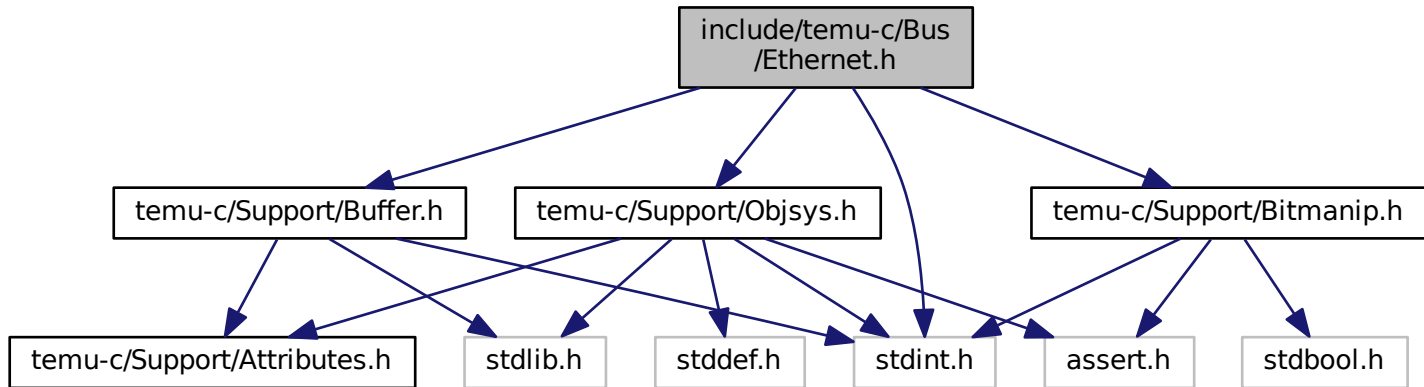 include/temu-c/Bus
/Ethernet.h
temu-c/Support/Buffer.h
temu-c/Support/Objsys.h
temu-c/Support/Bitmanip.h
temu-c/Support/Attributes.h
stdlib.h
stddef.h
stdint.h
assert.h
stdbool.h